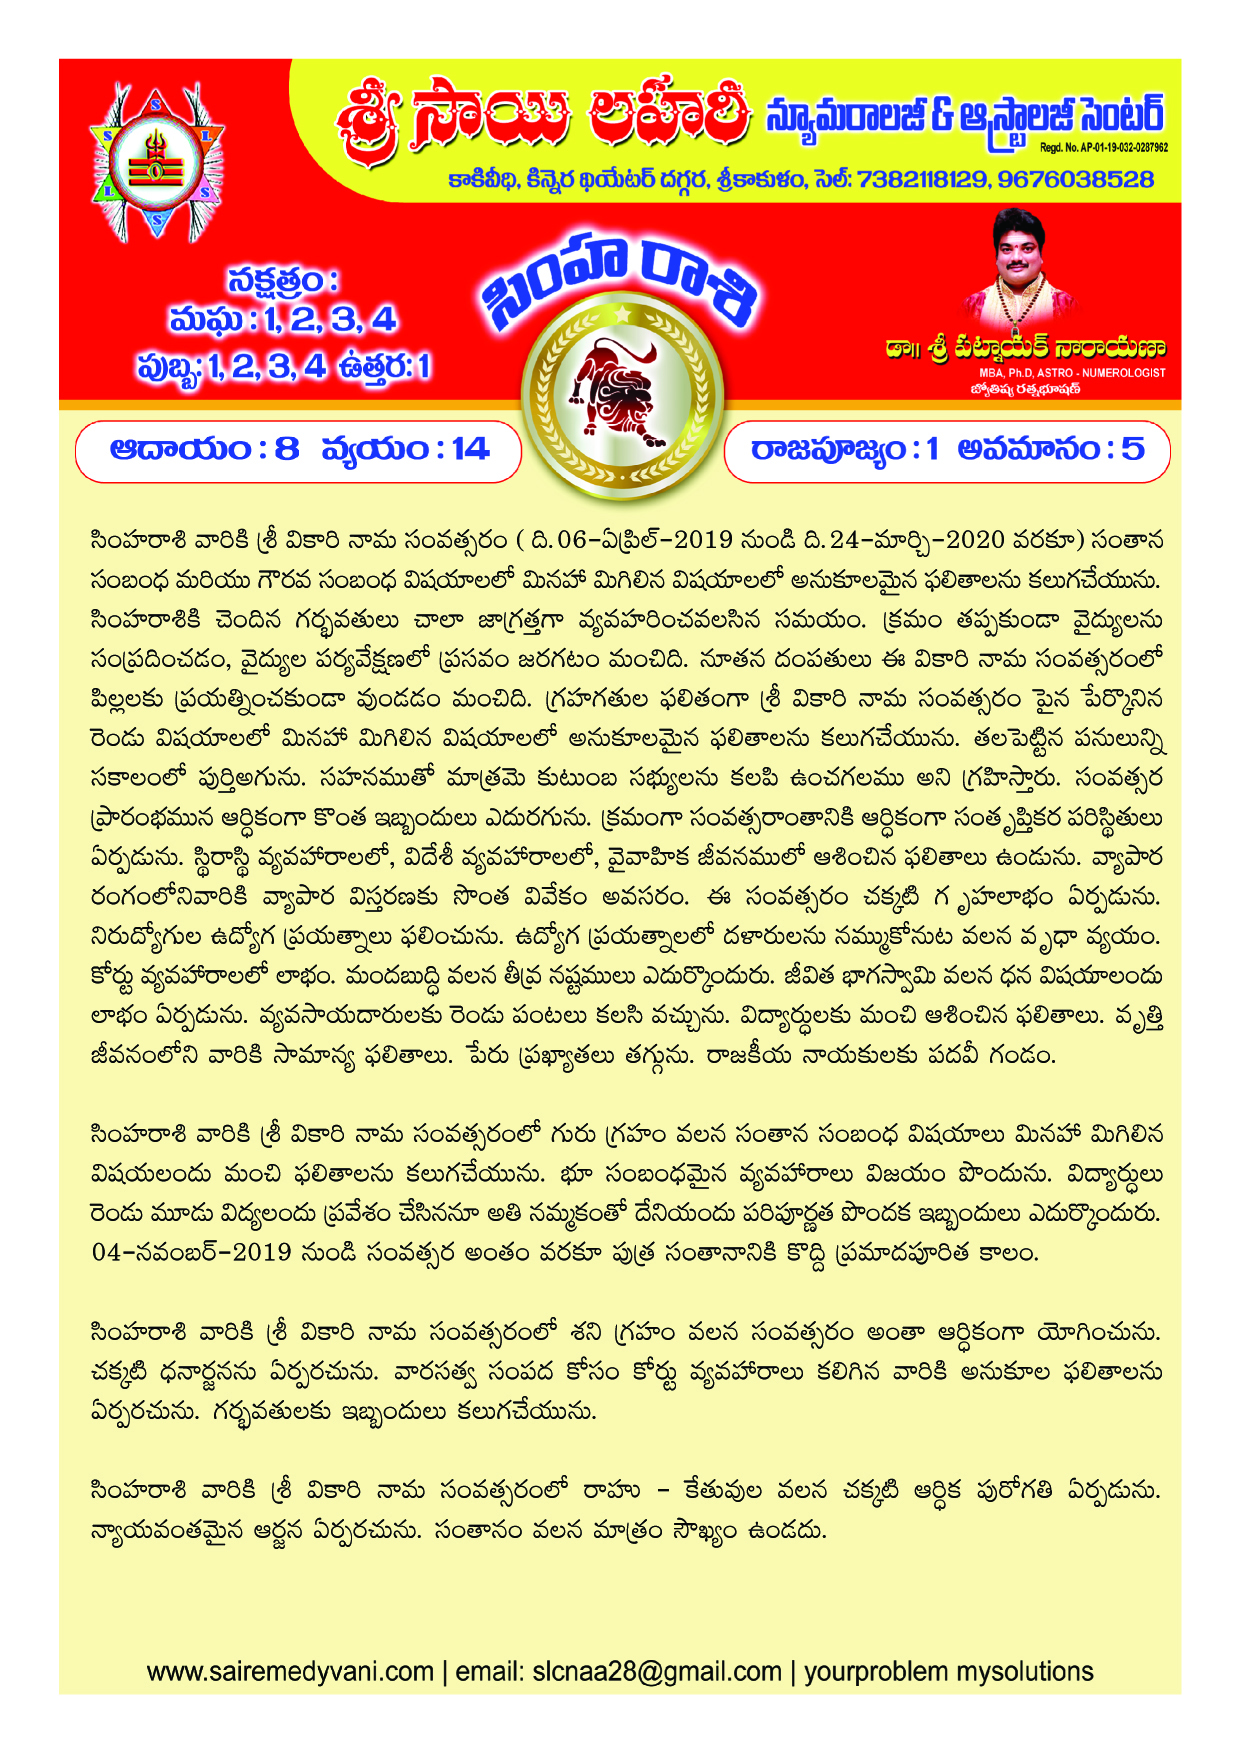 శ్రీ సాయి లహరి న్యూమరాలజీ & ఆస్ట్రాలజీ సెంటర్
Regd. No. AP-01-19-032-0287962
కాకివీధి, కిన్నెర థియేటర్ దగ్గర, శ్రీకాకుళం, సెల్: 7382118129, 9676038528
S
S L
L S
S
సింహ రాశి
నక్షత్రం :
మఘ : 1, 2, 3, 4
పుబ్బ: 1, 2, 3, 4 ఉత్తర: 1
డా॥ శ్రీ పట్నాయక్ నారాయణా
MBA, Ph.D, ASTRO - NUMEROLOGIST
జ్యోతిష్య రత్నభూషణ్
ఆదాయం : 8 వ్యయం : 14
రాజపూజ్యం : 1 అవమానం : 5
సింహరాశి వారికి శ్రీ వికారి నామ సంవత్సరం ( ది.06-ఏప్రిల్-2019 నుండి ది.24-మార్చి-2020 వరకూ) సంతాన
సంబంధ మరియు గౌరవ సంబంధ విషయాలలో మినహా మిగిలిన విషయాలలో అనుకూలమైన ఫలితాలను కలుగచేయును.
సింహరాశికి చెందిన గర్భవతులు చాలా జాగ్రత్తగా వ్యవహరించవలసిన సమయం. క్రమం తప్పకుండా వైద్యులను
సంప్రదించడం, వైద్యుల పర్యవేక్షణలో ప్రసవం జరగటం మంచిది. నూతన దంపతులు ఈ వికారి నామ సంవత్సరంలో
పిల్లలకు ప్రయత్నించకుండా వుండడం మంచిది. గ్రహగతుల ఫలితంగా శ్రీ వికారి నామ సంవత్సరం పైన పేర్కొనిన
రెండు విషయాలలో మినహా మిగిలిన విషయాలలో అనుకూలమైన ఫలితాలను కలుగచేయును. తలపెట్టిన పనులున్ని
సకాలంలో పుర్తిఅగును. సహనముతో మాత్రమె కుటుంబ సభ్యులను కలపి ఉంచగలము అని గ్రహిస్తారు. సంవత్సర
ప్రారంభమున ఆర్ధికంగా కొంత ఇబ్బందులు ఎదురగును. క్రమంగా సంవత్సరాంతానికి ఆర్ధికంగా సంతృప్తికర పరిస్థితులు
ఏర్పడును. స్థిరాస్థి వ్యవహారాలలో, విదేశీ వ్యవహారాలలో, వైవాహిక జీవనములో ఆశించిన ఫలితాలు ఉండును. వ్యాపార
రంగంలోనివారికి వ్యాపార విస్తరణకు సొంత వివేకం అవసరం. ఈ సంవత్సరం చక్కటి గృహలాభం ఏర్పడును.
నిరుద్యోగుల ఉద్యోగ ప్రయత్నాలు ఫలించును. ఉద్యోగ ప్రయత్నాలలో దళారులను నమ్ముకోనుట వలన వృధా వ్యయం.
కోర్టు వ్యవహారాలలో లాభం. మందబుద్ధి వలన తీవ్ర నష్టములు ఎదుర్కొందురు. జీవిత భాగస్వామి వలన ధన విషయాలందు
లాభం ఏర్పడును. వ్యవసాయదారులకు రెండు పంటలు కలసి వచ్చును. విద్యార్ధులకు మంచి ఆశించిన ఫలితాలు. వృత్తి
జీవనంలోని వారికి సామాన్య ఫలితాలు. పేరు ప్రఖ్యాతలు తగ్గును. రాజకీయ నాయకులకు పదవీ గండం.
సింహరాశి వారికి శ్రీ వికారి నామ సంవత్సరంలో గురు గ్రహం వలన సంతాన సంబంధ విషయాలు మినహా మిగిలిన
విషయలందు మంచి ఫలితాలను కలుగచేయును. భూ సంబంధమైన వ్యవహారాలు విజయం పొందును. విద్యార్ధులు
రెండు మూడు విద్యలందు ప్రవేశం చేసిననూ అతి నమ్మకంతో దేనియందు పరిపూర్ణత పొందక ఇబ్బందులు ఎదుర్కొందురు.
04-నవంబర్-2019 నుండి సంవత్సర అంతం వరకూ పుత్ర సంతానానికి కొద్ది ప్రమాదపూరిత కాలం.
సింహరాశి వారికి శ్రీ వికారి నామ సంవత్సరంలో శని గ్రహం వలన సంవత్సరం అంతా ఆర్ధికంగా యోగించును.
చక్కటి ధనార్జనను ఏర్పరచును. వారసత్వ సంపద కోసం కోర్టు వ్యవహారాలు కలిగిన వారికి అనుకూల ఫలితాలను
ఏర్పరచును. గర్భవతులకు ఇబ్బందులు కలుగచేయును.
సింహరాశి వారికి శ్రీ వికారి నామ సంవత్సరంలో రాహు - కేతువుల వలన చక్కటి ఆర్ధిక పురోగతి ఏర్పడును.
న్యాయవంతమైన ఆర్జన ఏర్పరచును. సంతానం వలన మాత్రం సౌఖ్యం ఉండదు.
www.sairemedyvani.com | email: slcnaa28@gmail.com | yourproblem mysolutions